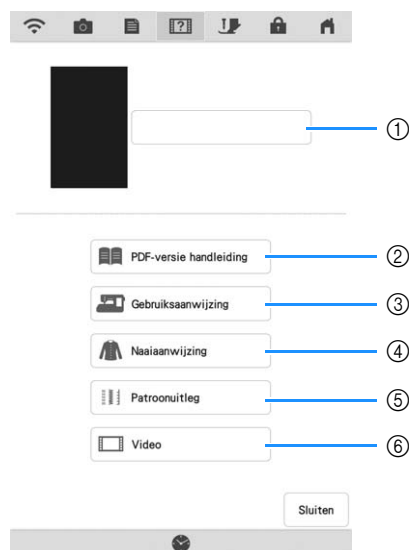 ①
PDF-versie handleiding ②
Gebruiksaanwijzing ③
Naaiaanwijzing ④
Patroonuitleg ⑤
Video ⑥
Sluiten